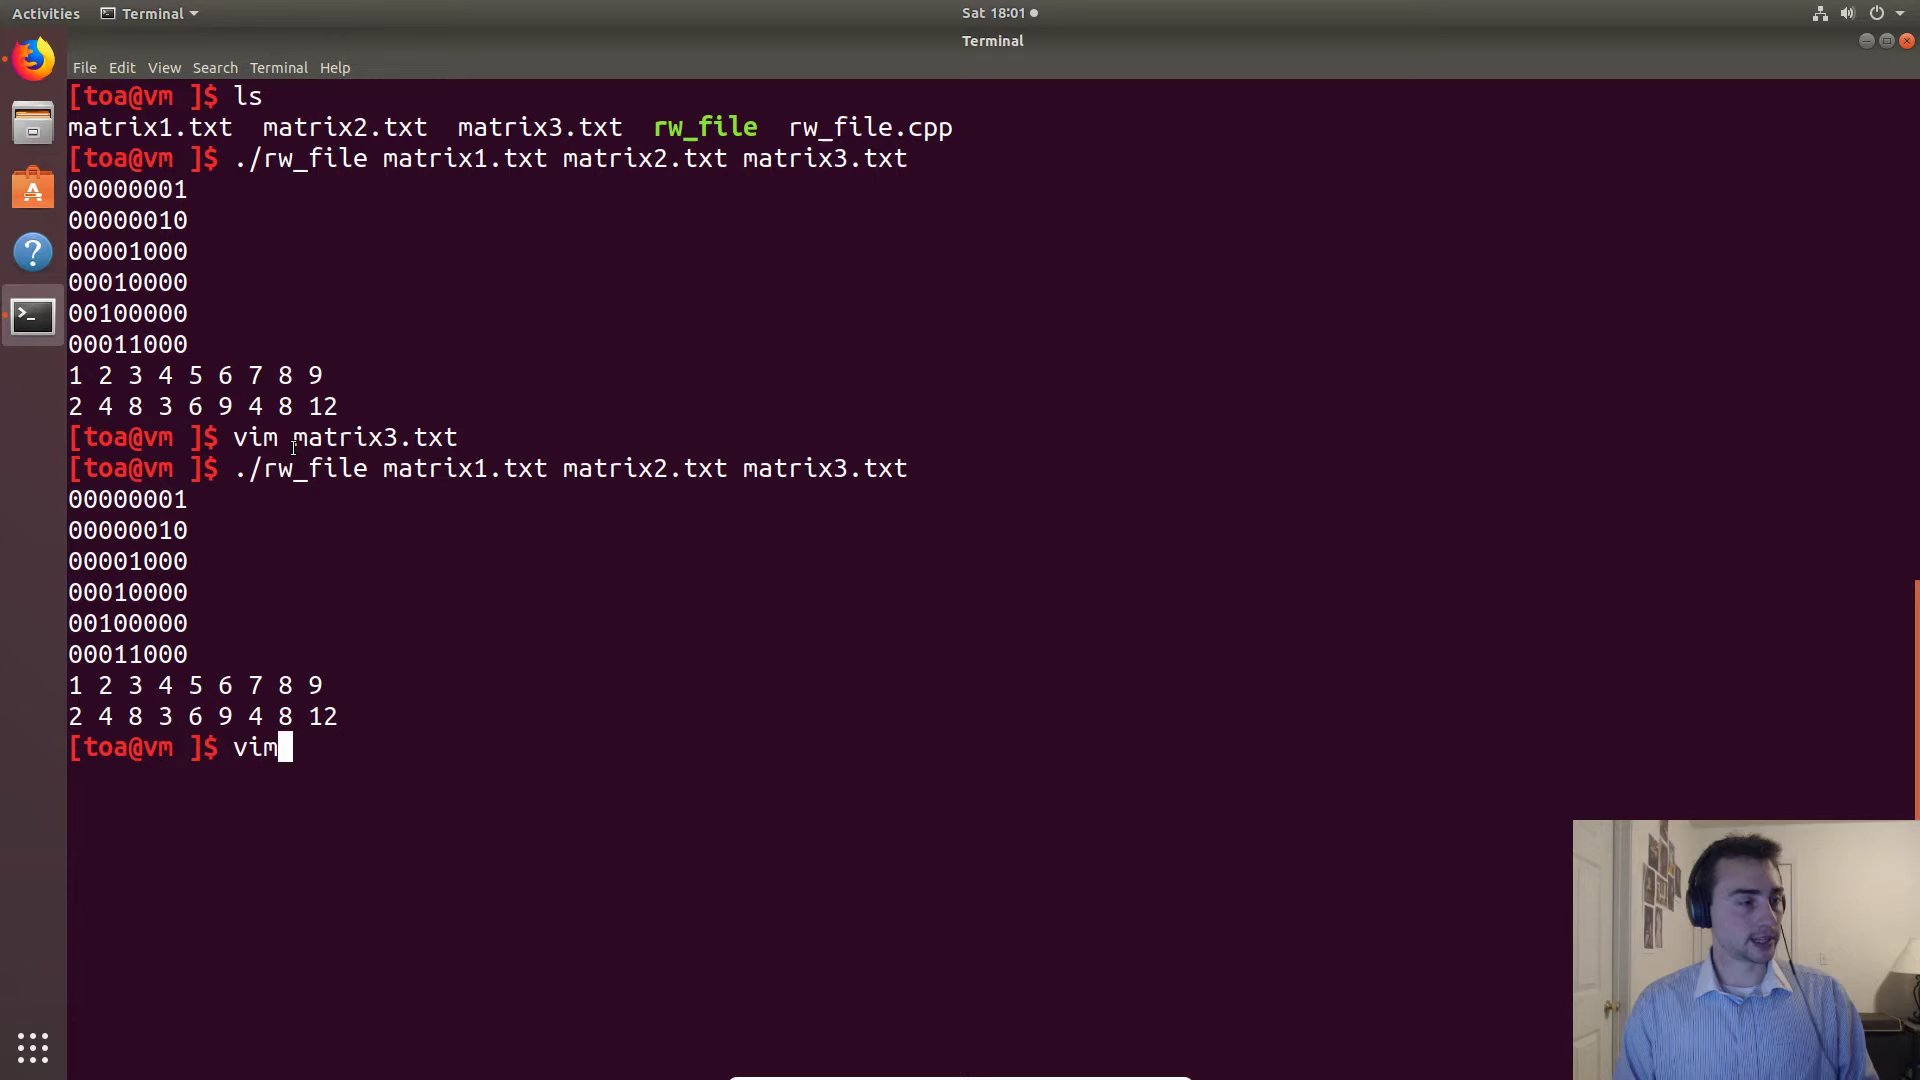 Activities Terminal Sat 18:01
Terminal
File Edit View Search Terminal Help
[toa@vm ]$ ls
matrix1.txt matrix2.txt matrix3.txt rw_file rw_file.cpp
[toa@vm ]$ ./rw_file matrix1.txt matrix2.txt matrix3.txt
00000001
00000010
00001000
00010000
00100000
00011000
1 2 3 4 5 6 7 8 9
2 4 8 3 6 9 4 8 12
[toa@vm ]$ vim matrix3.txt
[toa@vm ]$ ./rw_file matrix1.txt matrix2.txt matrix3.txt
00000001
00000010
00001000
00010000
00100000
00011000
1 2 3 4 5 6 7 8 9
2 4 8 3 6 9 4 8 12
[toa@vm ]$ vim